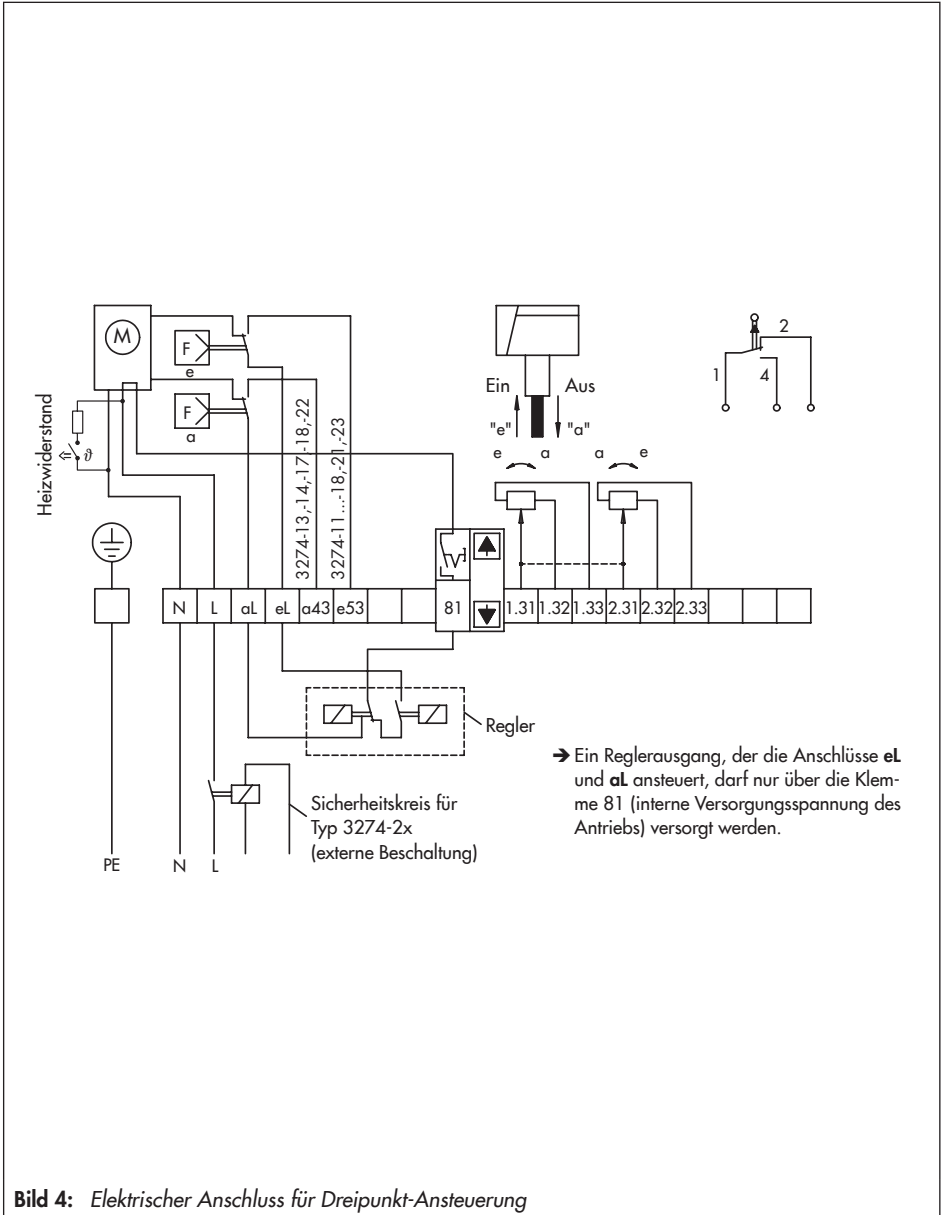 M
F
e
F
a
Heizwiderstand
ϑ
3274-13,-14,-17,-18,-22
3274-11...-18,-21,-23
Ein Aus
"e" "a"
e a a e
1 4 2
N L aL eL a43 e53 81 1.31 1.32 1.33 2.31 2.32 2.33
Regler
Sicherheitskreis für
Typ 3274-2x
(externe Beschaltung)
PE N L
➔ Ein Reglerausgang, der die Anschlüsse eL
und aL ansteuert, darf nur über die Klem-
me 81 (interne Versorgungsspannung des
Antriebs) versorgt werden.
Bild 4: Elektrischer Anschluss für Dreipunkt-Ansteuerung